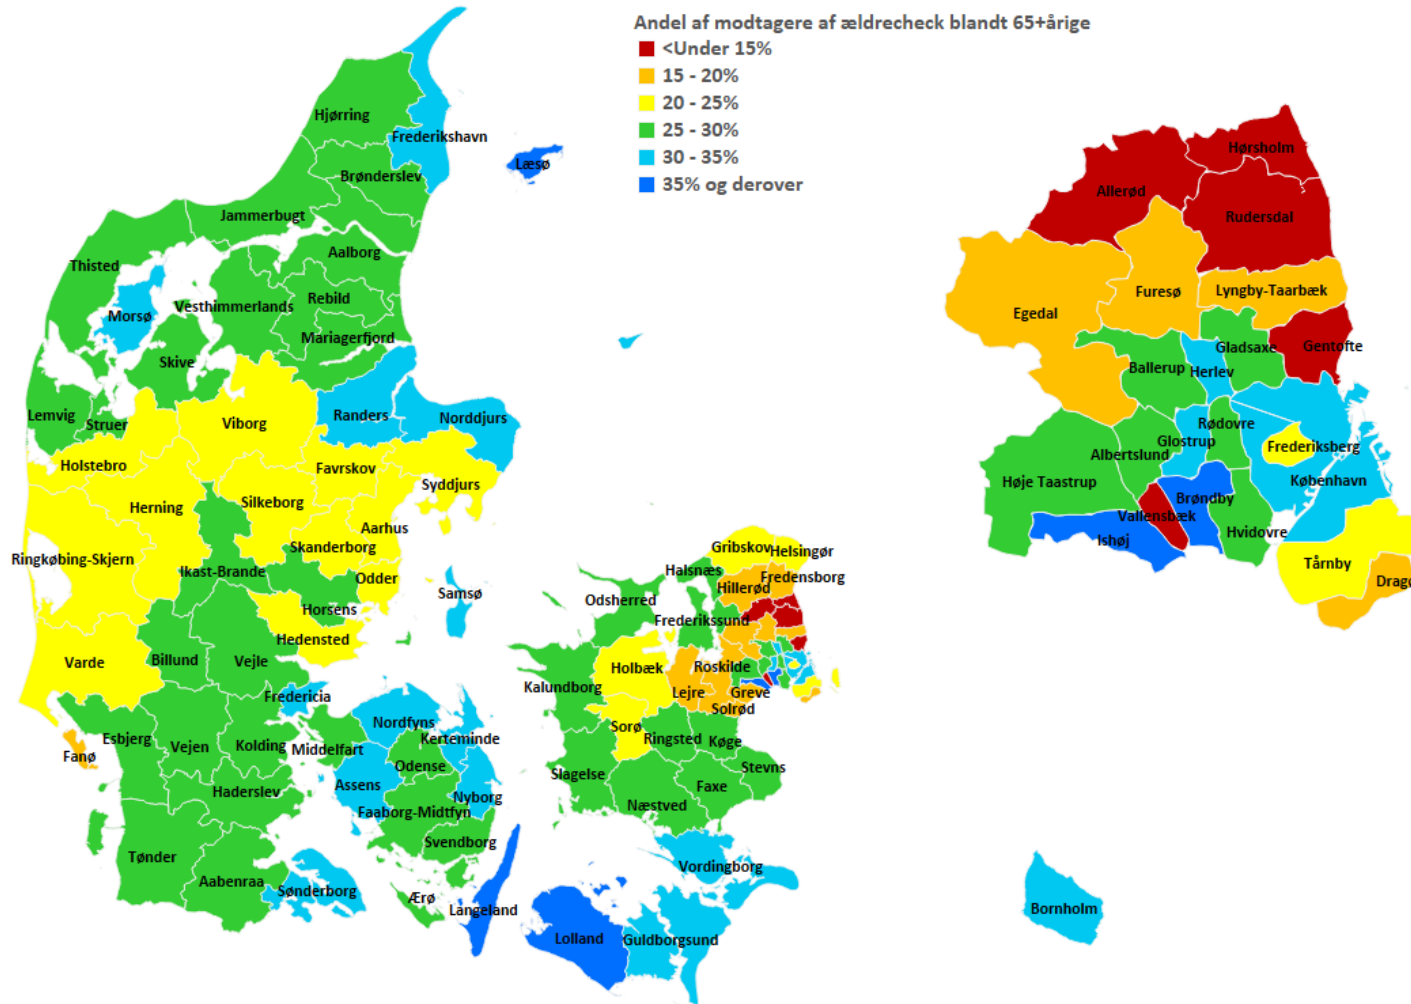 Andel af modtagere af ældrecheck blandt 65+årige
<Under 15%
15 - 20%
20 - 25%
25 - 30%
30 - 35%
35% og derover
Hjørring
Frederikshavn
Læsø
Brønderslev
Jammerbugt
Aalborg
Thisted
Rebild
Vesthimmerlands
Morsø
Mariagerfjord
Skive
Lemvig
Struer
Randers
Norddjurs
Viborg
Holstebro
Favrskov
Syddjurs
Herning
Silkeborg
Aarhus
Skanderborg
Ringkøbing-Skjern
Ikast-Brande
Odder
Samsø
Horsens
Hedensted
Varde
Billund
Vejle
Fredericia
Fanø
Esbjerg
Vejen
Kolding
Middelfart
Nordfyns
Kerteminde
Odense
Assens
Nyborg
Haderslev
Faaborg-Midtfyn
Svendborg
Tønder
Aabenraa
Sønderborg
Ærø
Langeland
Gribskov
Helsingør
Halsnæs
Hillerød
Fredensborg
Odsherred
Frederikssund
Holbæk
Roskilde
Kalundborg
Lejre
Greve
Solrød
Sorø
Ringsted
Køge
Slagelse
Stevns
Faxe
Næstved
Vordingborg
Lolland
Guldborgsund
Bornholm
Hørsholm
Allerød
Rudersdal
Furesø
Lyngby-Taarbæk
Egedal
Gladsaxe
Gentofte
Ballerup
Herlev
Rødovre
Glostrup
Frederiksberg
Albertslund
Høje Taastrup
København
Brøndby
Vallensbæk
Hvidovre
Ishøj
Tårnby